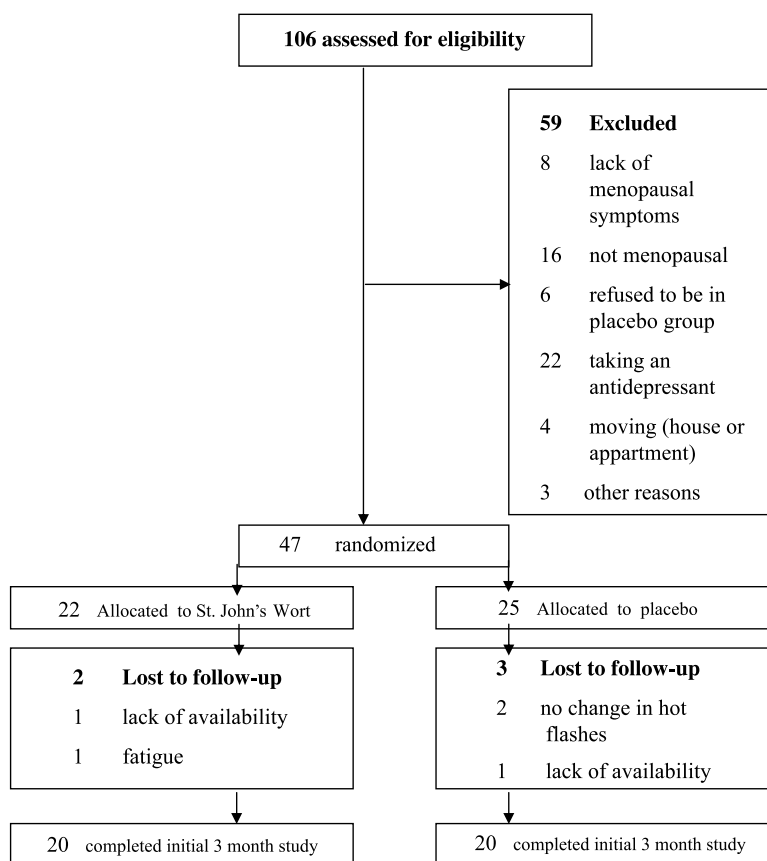 106 assessed for eligibility
59 Excluded
8 lack of
menopausal
symptoms
16 not menopausal
6 refused to be in
placebo group
22 taking an
antidepressant
4 moving (house or
appartment)
3 other reasons
47 randomized
22 Allocated to St. John's Wort
2 Lost to follow-up
1 lack of availability
1 fatigue
20 completed initial 3 month study
25 Allocated to placebo
3 Lost to follow-up
2 no change in hot
flashes
1 lack of availability
20 completed initial 3 month study